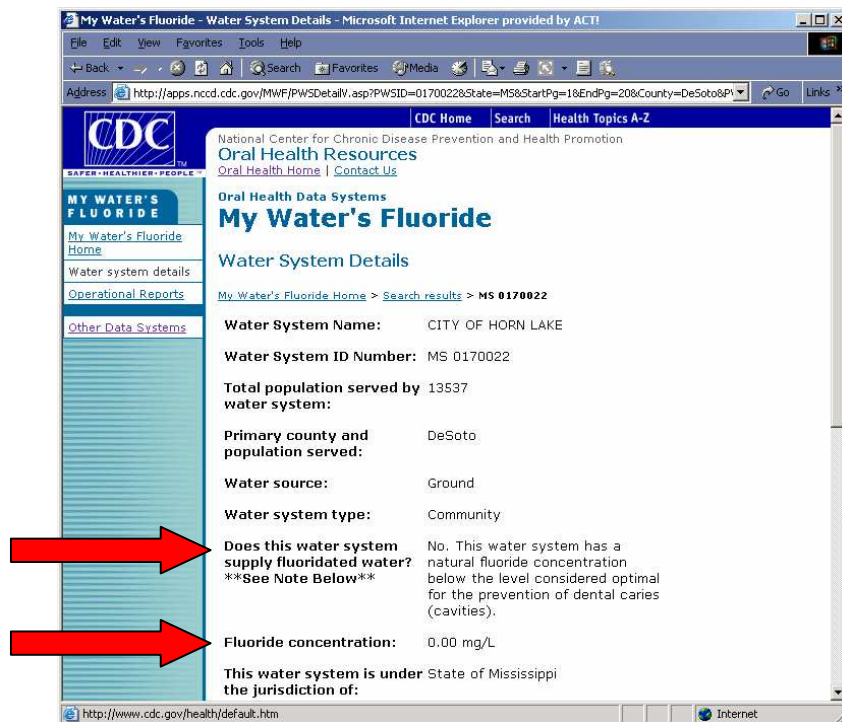 My Water's Fluoride - Water System Details - Microsoft Internet Explorer provided by ACT!
File Edit View Favorites Tools Help
Back Search Favorites Media
Address http://apps.nccd.cdc.gov/MWF/PWSDetailV.asp?PWSID=0170022&State=MS&StartPg=1&EndPg=20&County=DeSoto&P Go Links »
CDC Home Search Health Topics A-Z
CDC
TM
SAFER·HEALTHIER·PEOPLE™
National Center for Chronic Disease Prevention and Health Promotion
Oral Health Resources
Oral Health Home | Contact Us
MY WATER'S
FLUORIDE
My Water's Fluoride
Home
Water system details
Operational Reports
Other Data Systems
Oral Health Data Systems
My Water's Fluoride
Water System Details
My Water's Fluoride Home > Search results > MS 0170022
Water System Name: CITY OF HORN LAKE
Water System ID Number: MS 0170022
Total population served by 13537
water system:
Primary county and DeSoto
population served:
Water source: Ground
Water system type: Community
Does this water system No. This water system has a
supply fluoridated water? natural fluoride concentration
**See Note Below** below the level considered optimal
for the prevention of dental caries
(cavities).
Fluoride concentration: 0.00 mg/L
This water system is under State of Mississippi
the jurisdiction of:
http://www.cdc.gov/health/default.htm Internet